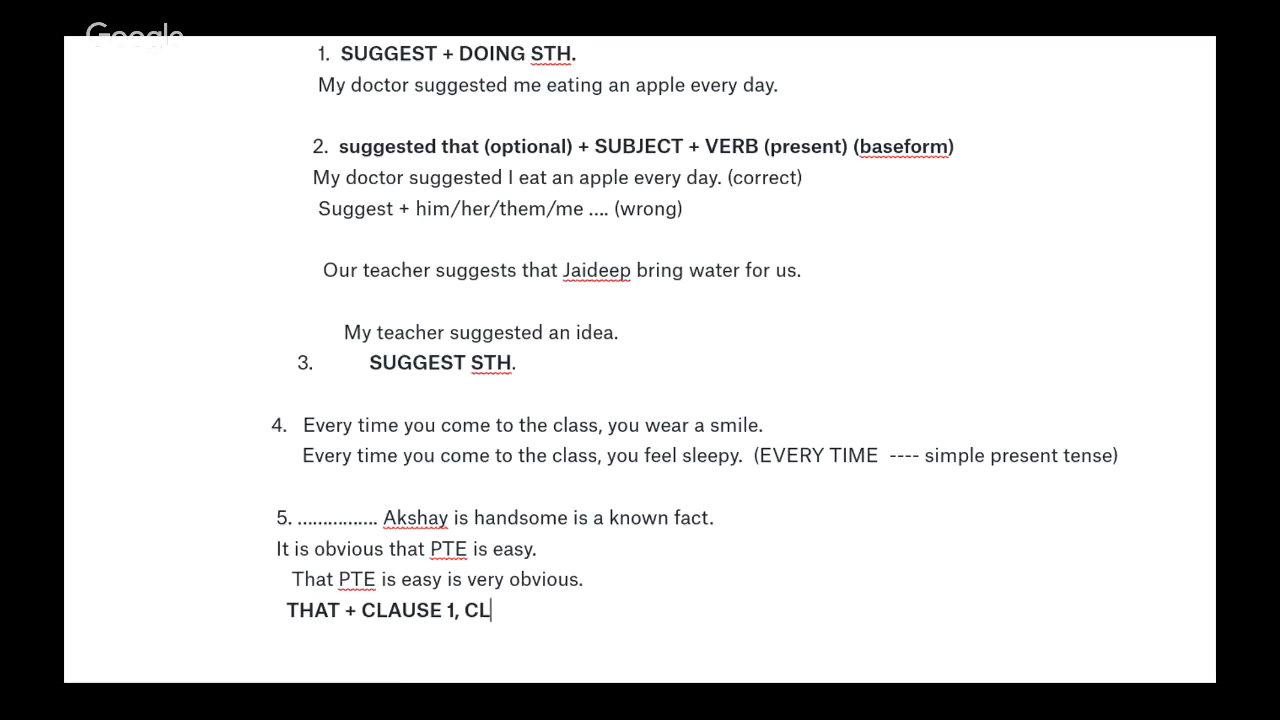 Google
1. SUGGEST + DOING STH.
My doctor suggested me eating an apple every day.
2. suggested that (optional) + SUBJECT + VERB (present) (baseform)
My doctor suggested I eat an apple every day. (correct)
Suggest + him/her/them/me .... (wrong)
Our teacher suggests that Jaideep bring water for us.
My teacher suggested an idea.
3. SUGGEST STH.
4. Every time you come to the class, you wear a smile.
Every time you come to the class, you feel sleepy. (EVERY TIME ---- simple present tense)
5. ................ Akshay is handsome is a known fact.
It is obvious that PTE is easy.
That PTE is easy is very obvious.
THAT + CLAUSE 1, CL